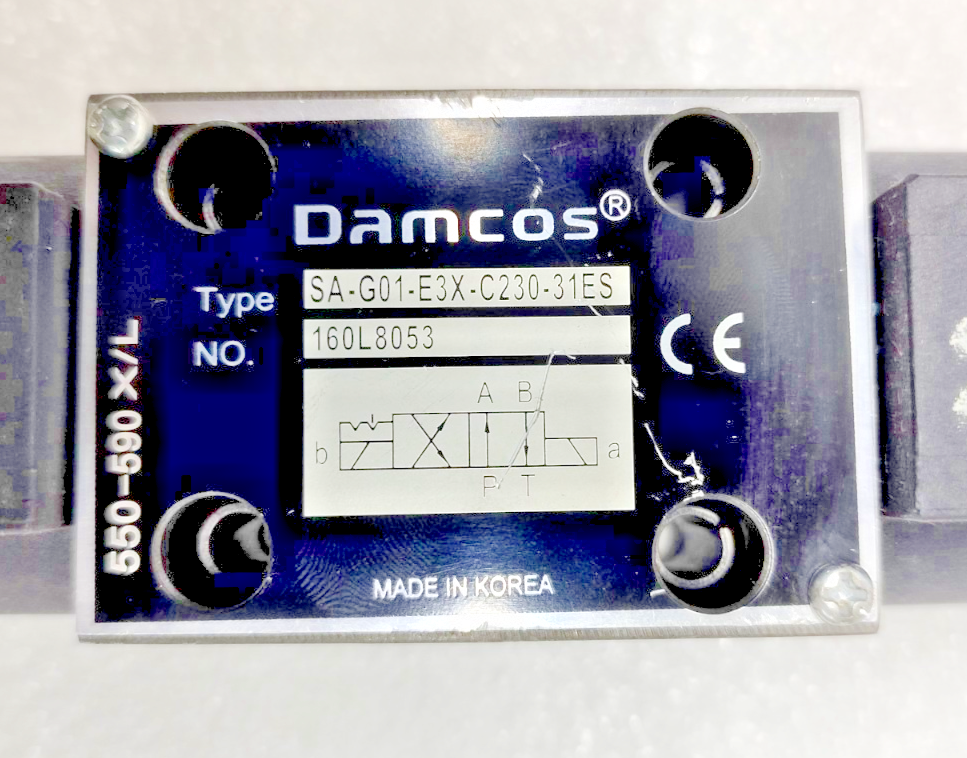 Damcos®
Type SA-G01-E3X-C230-31ES
NO. 160L8053
CE
A B
b a
P T
MADE IN KOREA
550-590 X/L